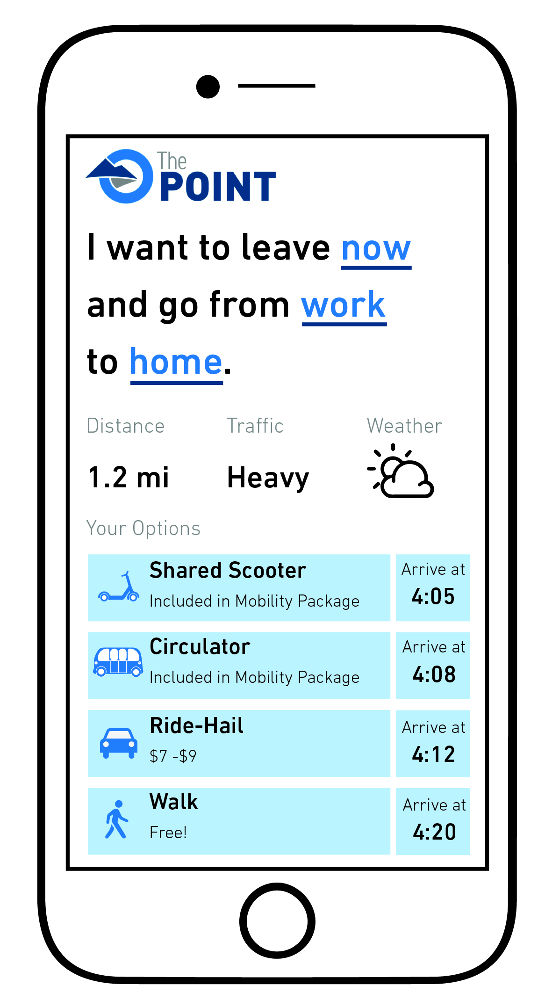 The
POINT
I want to leave now
and go from work
to home.
Distance
Traffic
Weather
1.2 mi
Heavy
Your Options
Shared Scooter
Included in Mobility Package
Arrive at
4:05
Circulator
Included in Mobility Package
Arrive at
4:08
Ride-Hail
$7 -$9
Arrive at
4:12
Walk
Free!
Arrive at
4:20